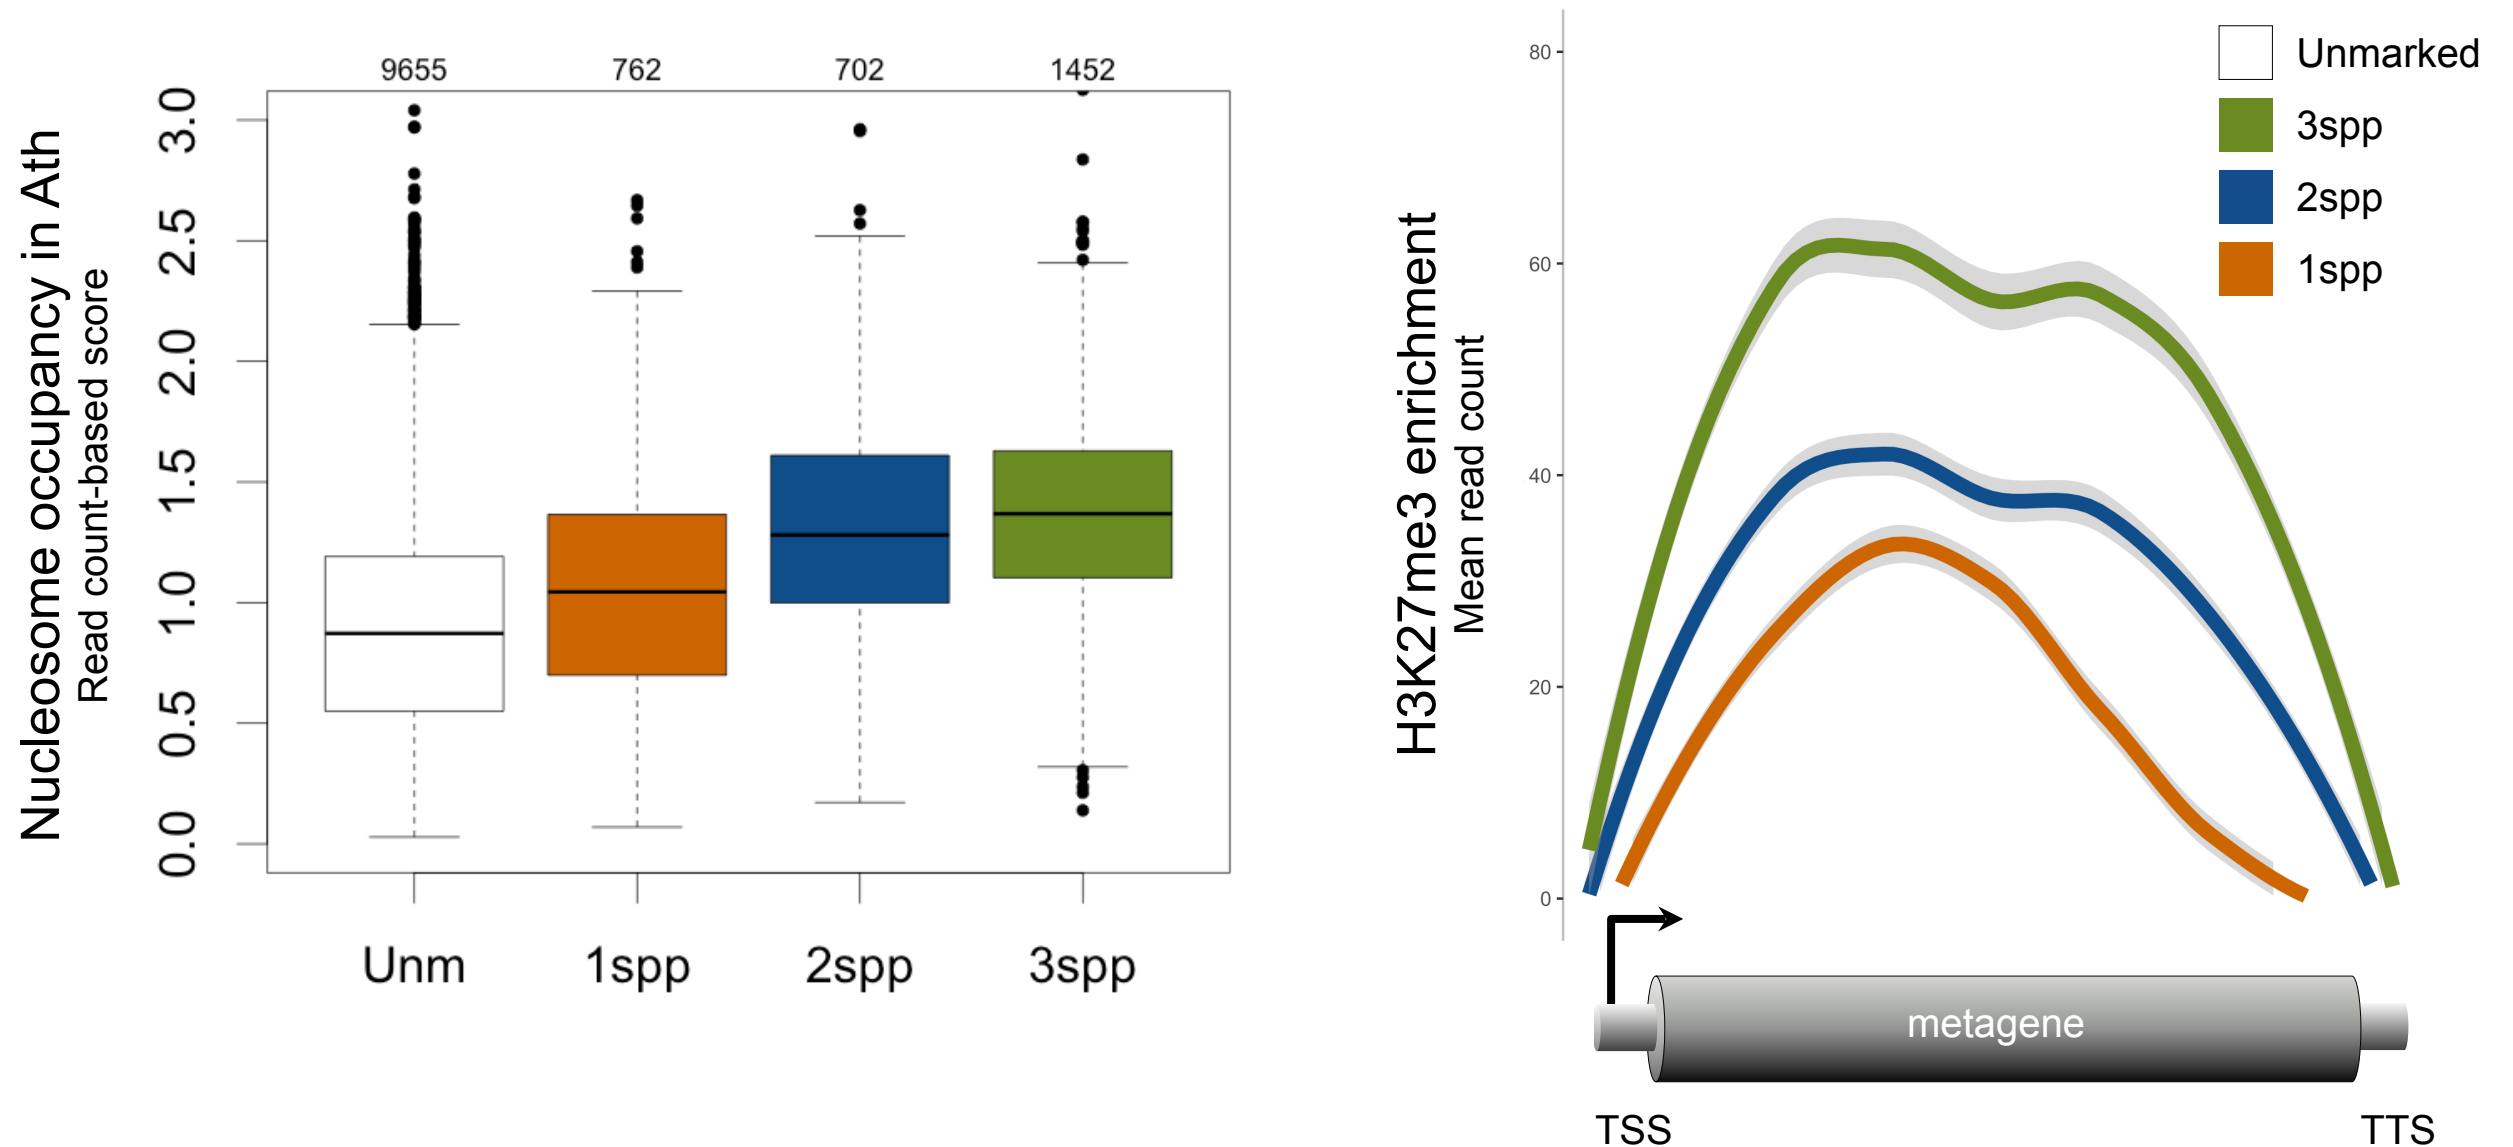 Nucleosome occupancy in Ath
Read count-based score
9655
762
702
1452
3.0
2.5
2.0
1.5
1.0
0.5
0.0
Unm
1spp
2spp
3spp
H3K27me3 enrichment
Mean read count
80
60
40
20
0
Unmarked
3spp
2spp
1spp
metagene
TSS
TTS